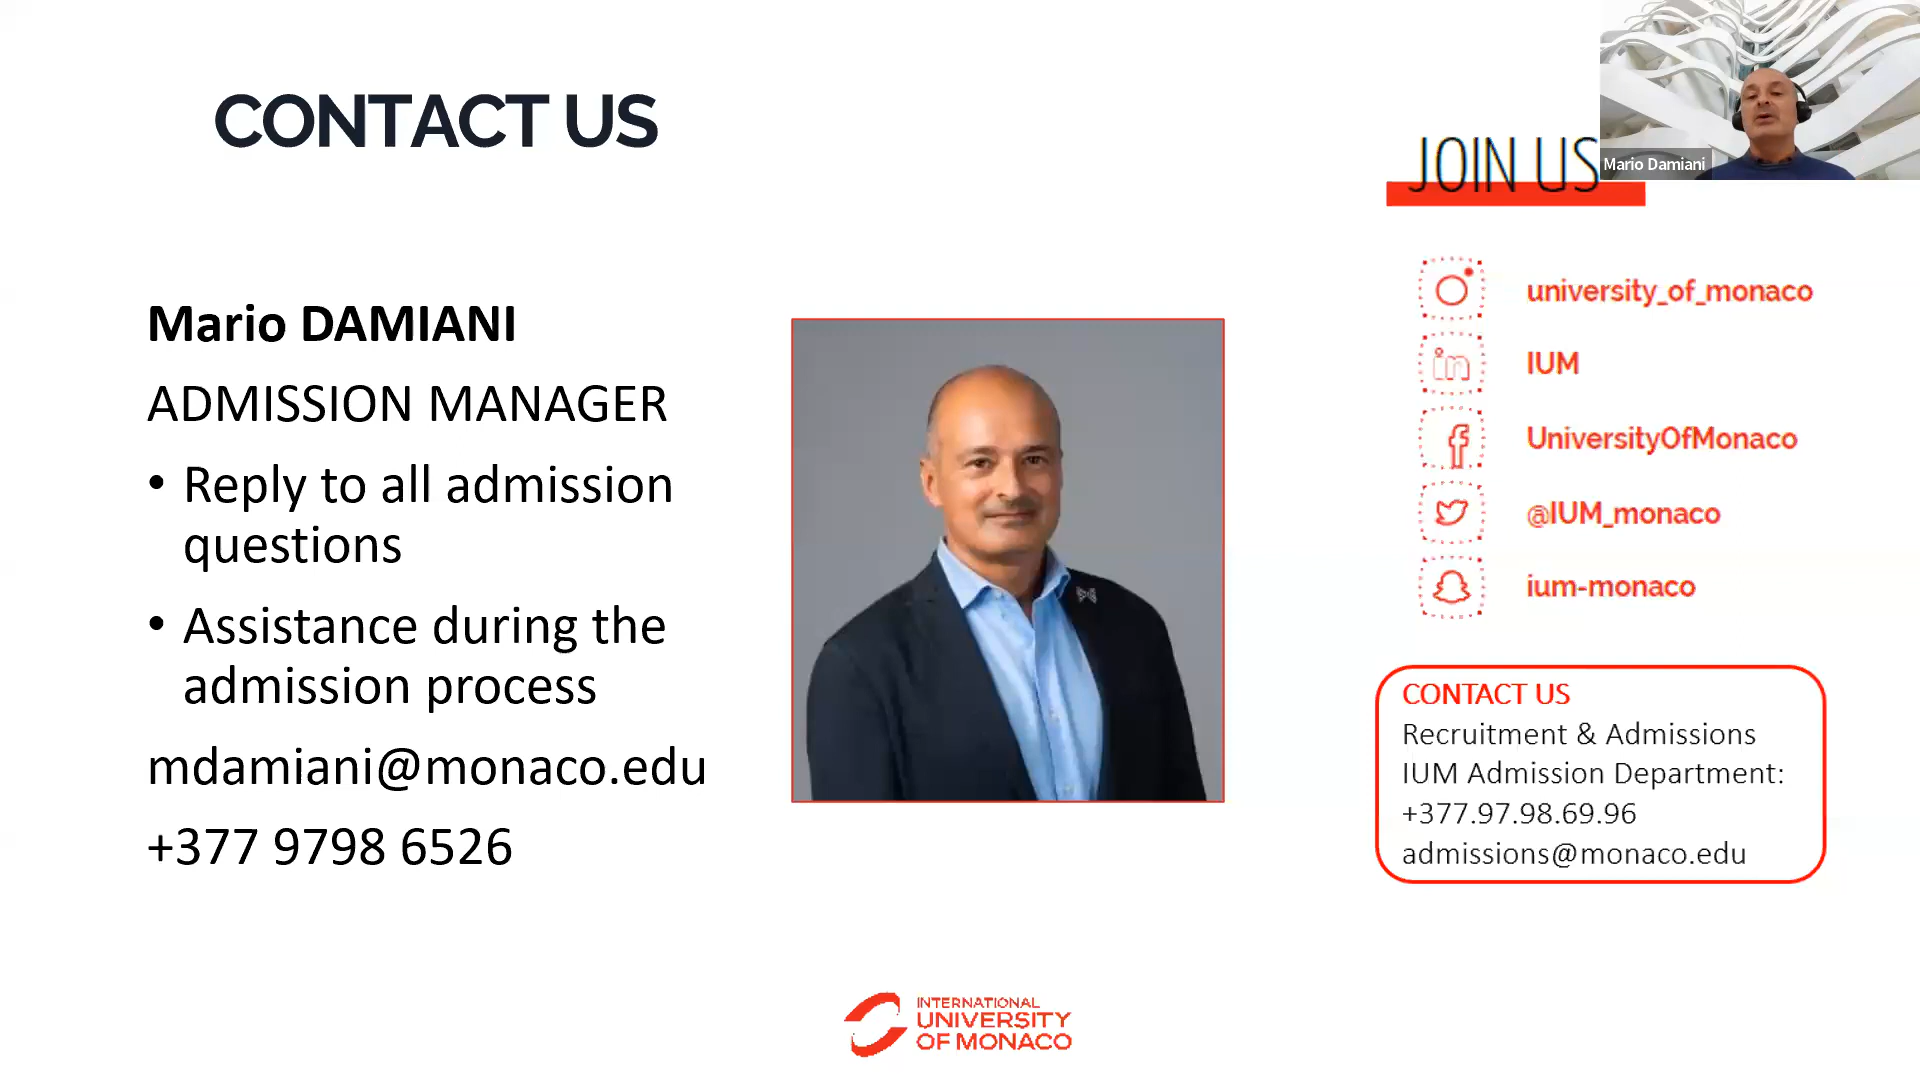 CONTACT US
Mario DAMIANI
ADMISSION MANAGER
• Reply to all admission
questions
• Assistance during the
admission process
mdamiani@monaco.edu
+377 9798 6526
JOIN US
Mario Damiani
university_of_monaco
in
IUM
f
UniversityOfMonaco
@IUM_monaco
ium-monaco
CONTACT US
Recruitment & Admissions
IUM Admission Department:
+377.97.98.69.96
admissions@monaco.edu
INTERNATIONAL
UNIVERSITY
OF MONACO